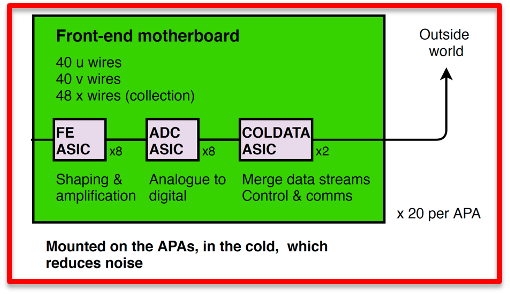 Front-end motherboard
40 u wires
40 v wires
48 x wires (collection)
Outside
world
FE
ASIC
x8
ADC
ASIC
x8
COLDATA
ASIC
x2
Shaping &
amplification
Analogue to
digital
Merge data streams
Control & comms
x 20 per APA
Mounted on the APAs, in the cold, which
reduces noise